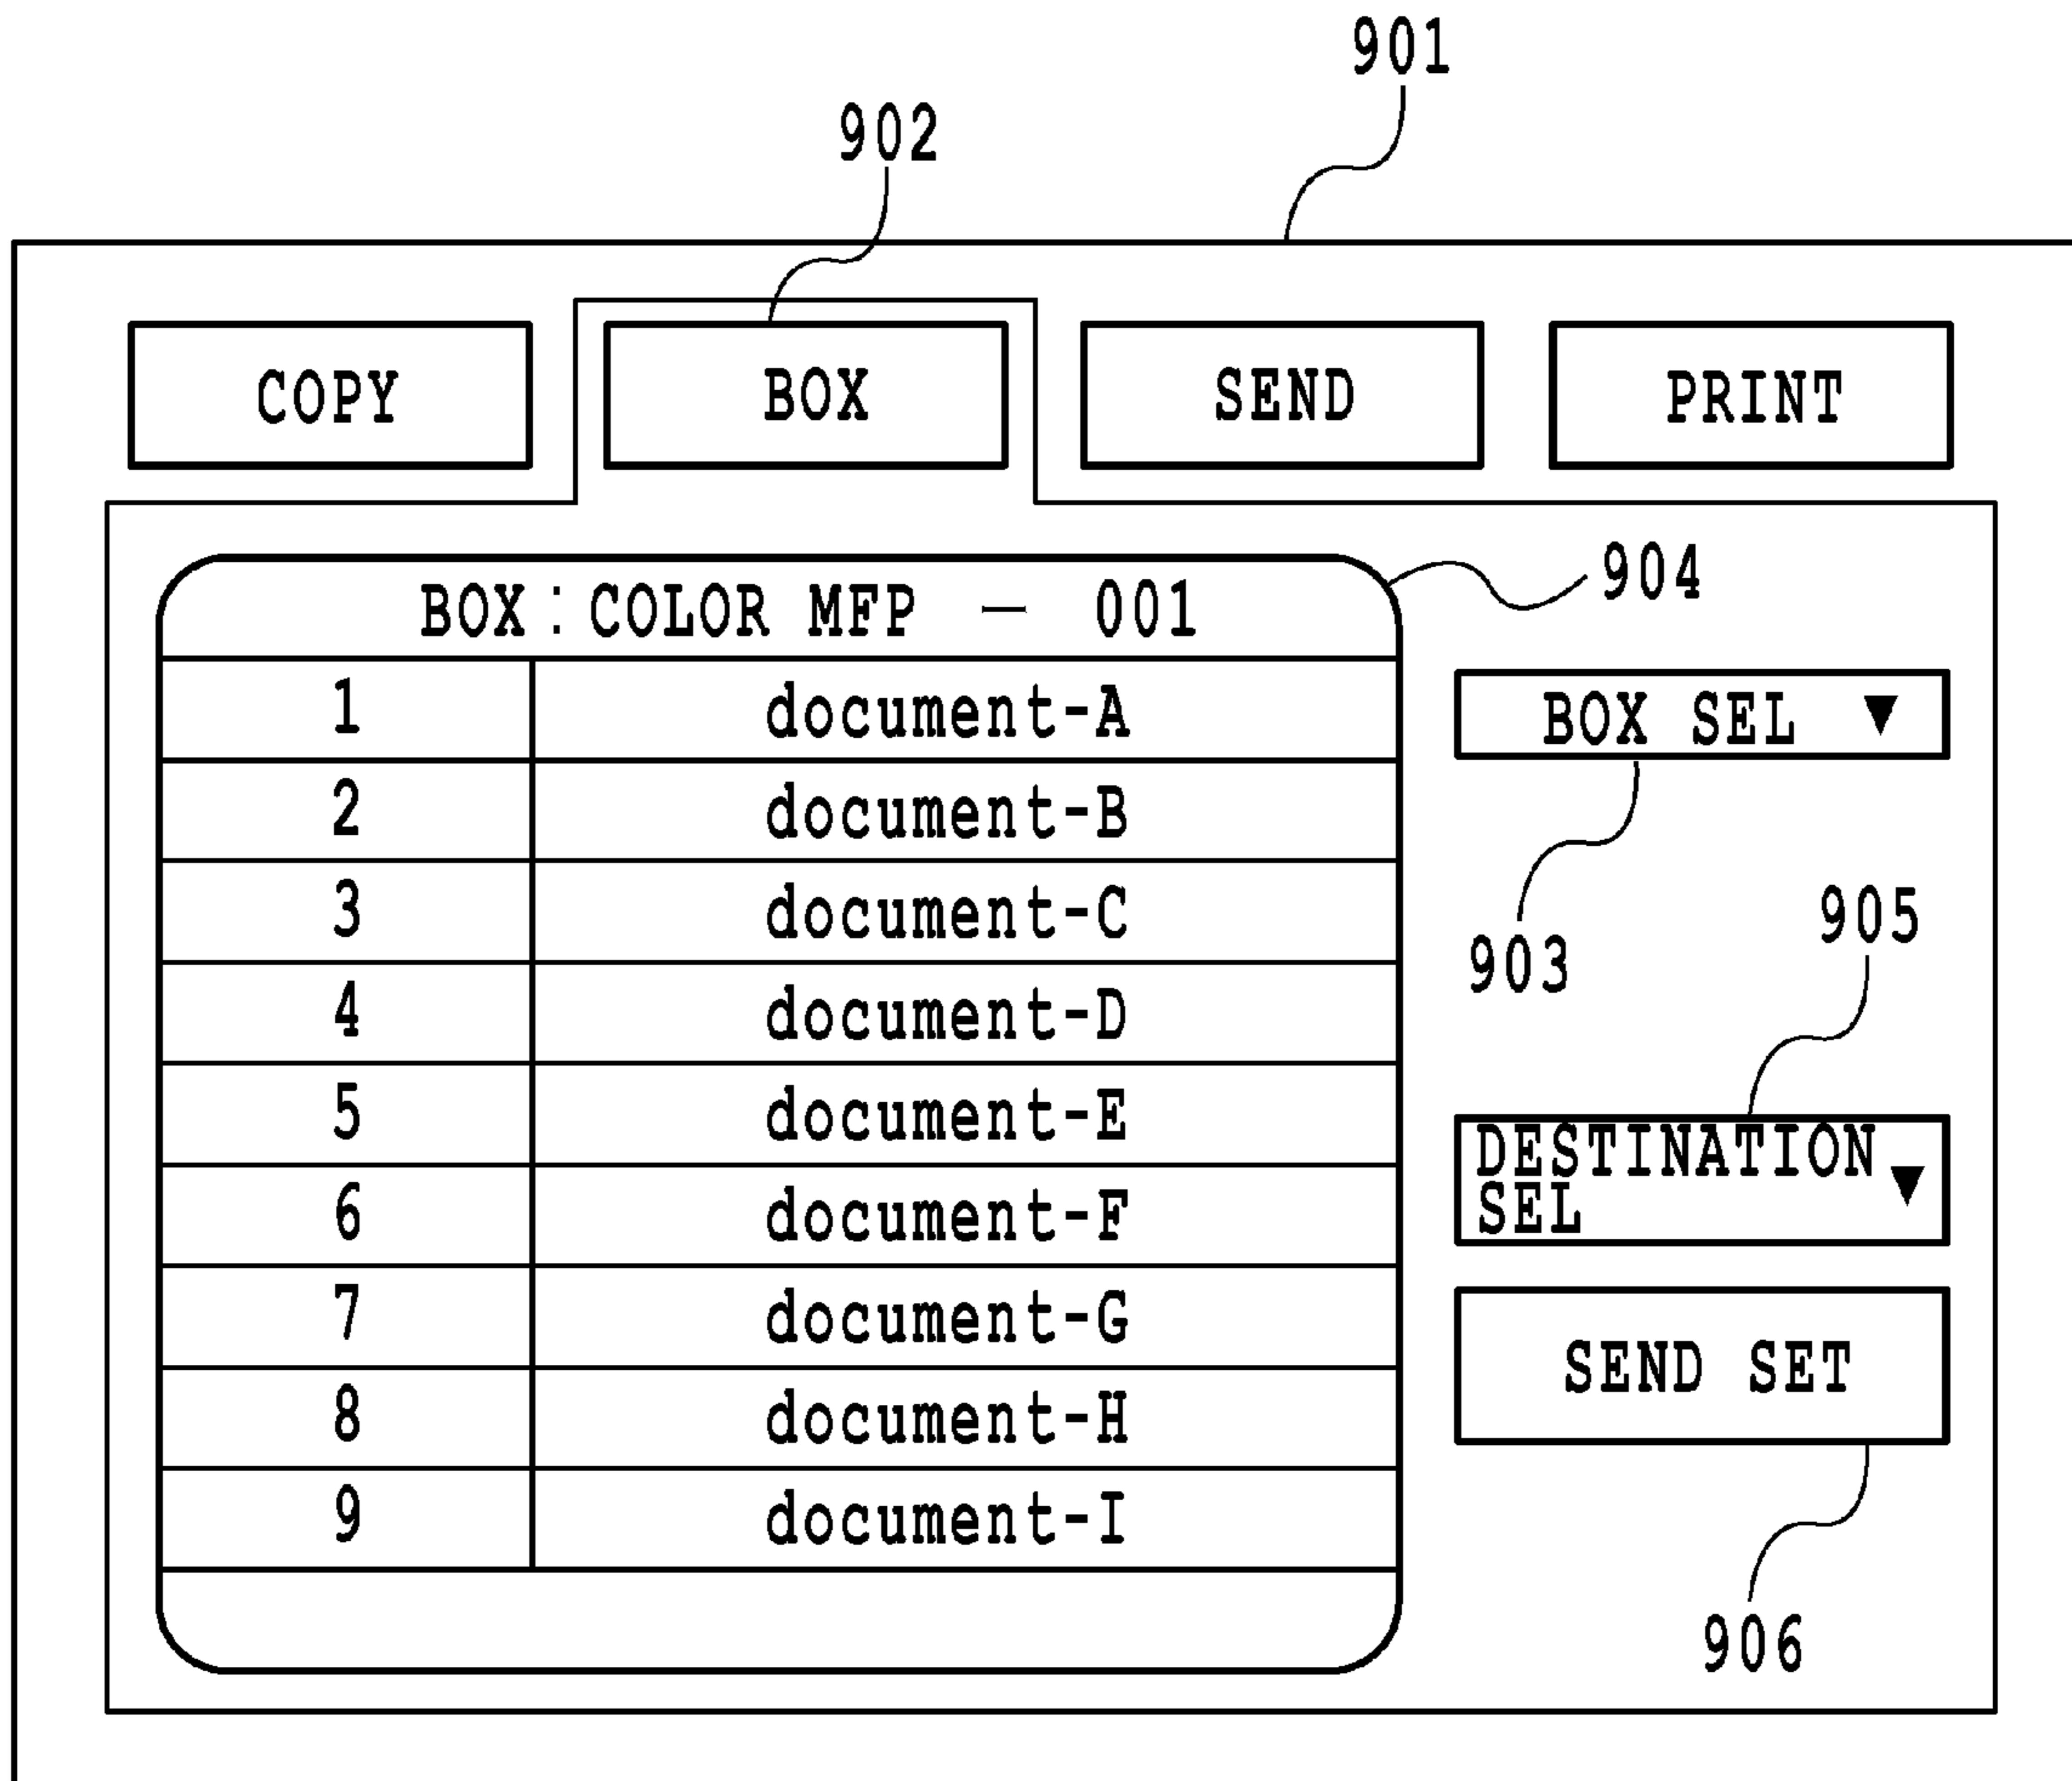 901
902
COPY BOX SEND PRINT
BOX:COLOR MFP — 001
904
1 document-A
BOX SEL ▼
2 document-B
3 document-C
903
905
4 document-D
5 document-E
DESTINATION
SEL ▼
6 document-F
7 document-G
SEND SET
8 document-H
9 document-I
906